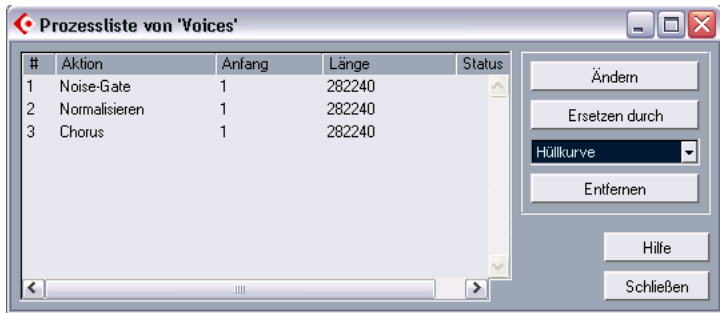 Prozessliste von 'Voices'
# Aktion Anfang Länge Status
1 Noise-Gate 1 282240
2 Normalisieren 1 282240
3 Chorus 1 282240
Ändern
Ersetzen durch
Hüllkurve
Entfernen
Hilfe
Schließen